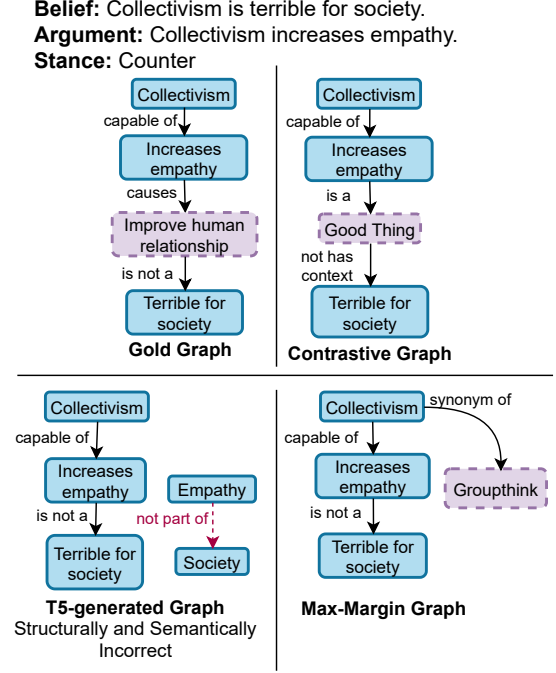 Belief: Collectivism is terrible for society.
Argument: Collectivism increases empathy.
Stance: Counter
Collectivism
capable of
Increases
empathy
causes
Improve human
relationship
is not a
Terrible for
society
Gold Graph
Collectivism
capable of
Increases
empathy
is a
Good Thing
not has
context
Terrible for
society
Contrastive Graph
Collectivism
capable of
Increases
empathy
is not a
Terrible for
society
Empathy
not part of
Society
T5-generated Graph
Structurally and Semantically
Incorrect
Collectivism
synonym of
capable of
Increases
empathy
Groupthink
is not a
Terrible for
society
Max-Margin Graph